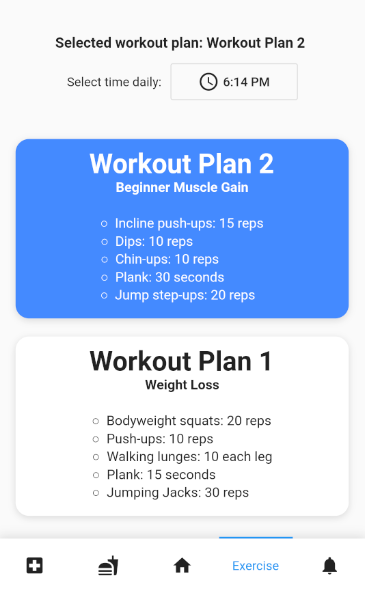 Selected workout plan: Workout Plan 2
Select time daily: 6:14 PM
Workout Plan 2
Beginner Muscle Gain
Incline push-ups: 15 reps
Dips: 10 reps
Chin-ups: 10 reps
Plank: 30 seconds
Jump step-ups: 20 reps
Workout Plan 1
Weight Loss
Bodyweight squats: 20 reps
Push-ups: 10 reps
Walking lunges: 10 each leg
Plank: 15 seconds
Jumping Jacks: 30 reps
Exercise